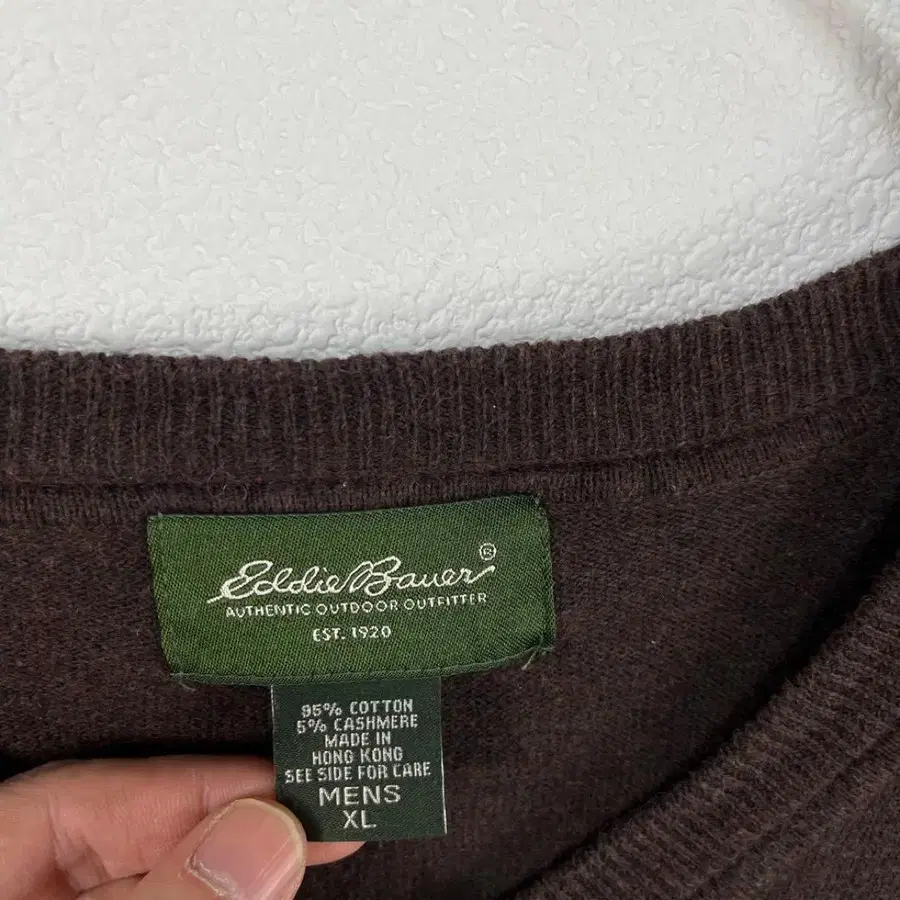 Eddie Bauer®
AUTHENTIC OUTDOOR OUTFITTER
EST. 1920
95% COTTON
5% CASHMERE
MADE IN
HONG KONG
SEE SIDE FOR CARE
MENS
XL